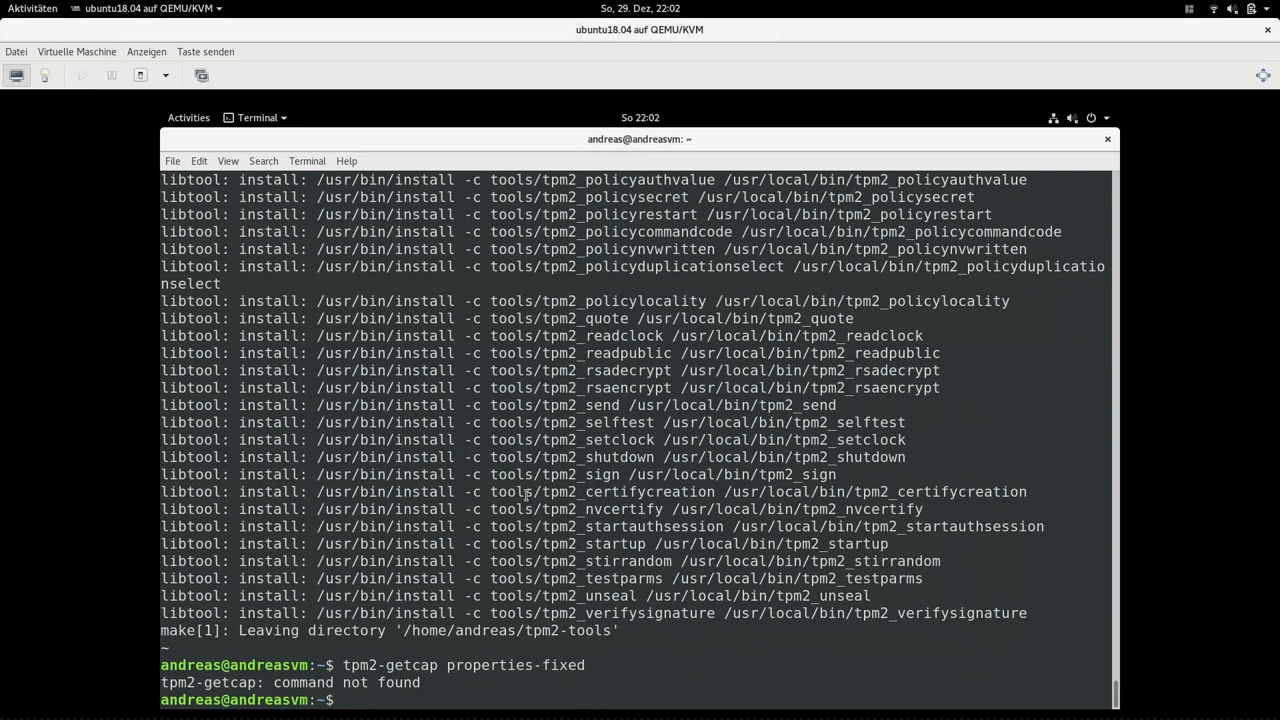 Aktivitäten ubuntu18.04 auf QEMU/KVM So, 29. Dez, 22:02
ubuntu18.04 auf QEMU/KVM ×
Datei Virtuelle Maschine Anzeigen Taste senden
Activities Terminal So 22:02
andreas@andreasvm: ~ ×
File Edit View Search Terminal Help
libtool: install: /usr/bin/install -c tools/tpm2_policyauthvalue /usr/local/bin/tpm2_policyauthvalue
libtool: install: /usr/bin/install -c tools/tpm2_policysecret /usr/local/bin/tpm2_policysecret
libtool: install: /usr/bin/install -c tools/tpm2_policyrestart /usr/local/bin/tpm2_policyrestart
libtool: install: /usr/bin/install -c tools/tpm2_policycommandcode /usr/local/bin/tpm2_policycommandcode
libtool: install: /usr/bin/install -c tools/tpm2_policynvwritten /usr/local/bin/tpm2_policynvwritten
libtool: install: /usr/bin/install -c tools/tpm2_policyduplicationselect /usr/local/bin/tpm2_policyduplicatio
nselect
libtool: install: /usr/bin/install -c tools/tpm2_policylocality /usr/local/bin/tpm2_policylocality
libtool: install: /usr/bin/install -c tools/tpm2_quote /usr/local/bin/tpm2_quote
libtool: install: /usr/bin/install -c tools/tpm2_readclock /usr/local/bin/tpm2_readclock
libtool: install: /usr/bin/install -c tools/tpm2_readpublic /usr/local/bin/tpm2_readpublic
libtool: install: /usr/bin/install -c tools/tpm2_rsadecrypt /usr/local/bin/tpm2_rsadecrypt
libtool: install: /usr/bin/install -c tools/tpm2_rsaencrypt /usr/local/bin/tpm2_rsaencrypt
libtool: install: /usr/bin/install -c tools/tpm2_send /usr/local/bin/tpm2_send
libtool: install: /usr/bin/install -c tools/tpm2_selftest /usr/local/bin/tpm2_selftest
libtool: install: /usr/bin/install -c tools/tpm2_setclock /usr/local/bin/tpm2_setclock
libtool: install: /usr/bin/install -c tools/tpm2_shutdown /usr/local/bin/tpm2_shutdown
libtool: install: /usr/bin/install -c tools/tpm2_sign /usr/local/bin/tpm2_sign
libtool: install: /usr/bin/install -c tools/tpm2_certifycreation /usr/local/bin/tpm2_certifycreation
libtool: install: /usr/bin/install -c tools/tpm2_nvcertify /usr/local/bin/tpm2_nvcertify
libtool: install: /usr/bin/install -c tools/tpm2_startauthsession /usr/local/bin/tpm2_startauthsession
libtool: install: /usr/bin/install -c tools/tpm2_startup /usr/local/bin/tpm2_startup
libtool: install: /usr/bin/install -c tools/tpm2_stirrandom /usr/local/bin/tpm2_stirrandom
libtool: install: /usr/bin/install -c tools/tpm2_testparms /usr/local/bin/tpm2_testparms
libtool: install: /usr/bin/install -c tools/tpm2_unseal /usr/local/bin/tpm2_unseal
libtool: install: /usr/bin/install -c tools/tpm2_verifysignature /usr/local/bin/tpm2_verifysignature
make[1]: Leaving directory '/home/andreas/tpm2-tools'
~
andreas@andreasvm:~$ tpm2-getcap properties-fixed
tpm2-getcap: command not found
andreas@andreasvm:~$